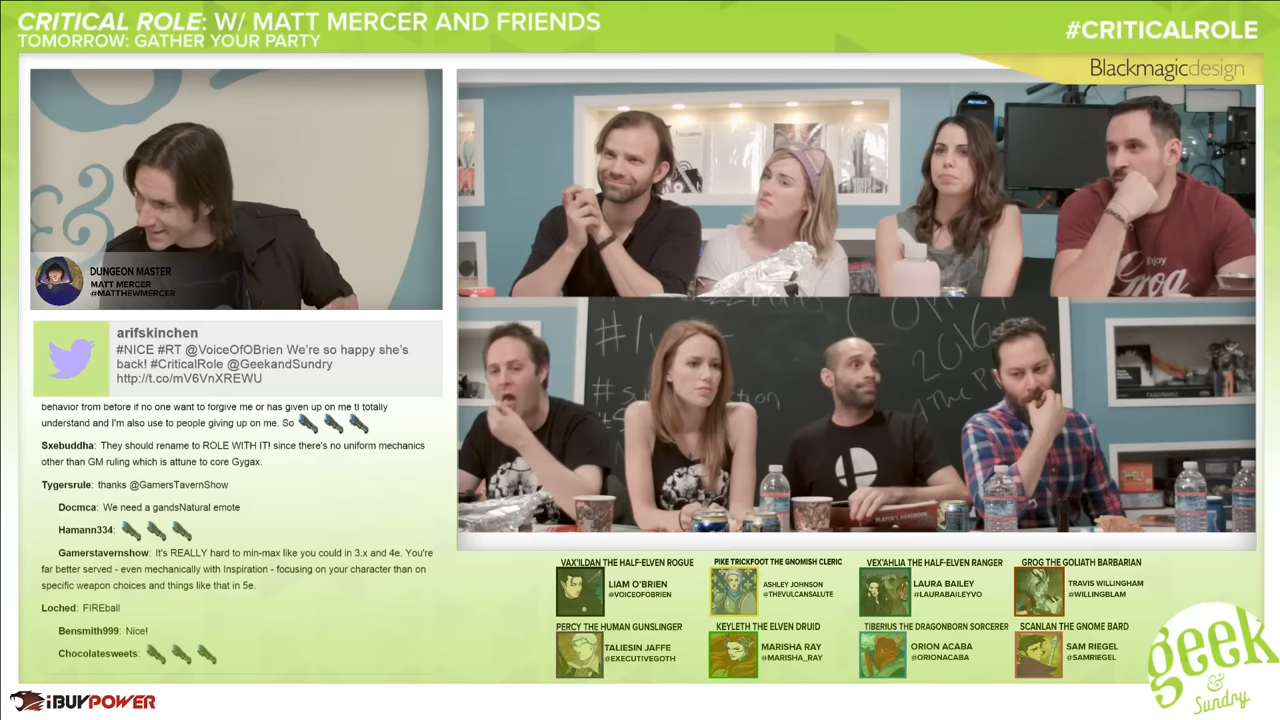 CRITICAL ROLE: W/ MATT MERCER AND FRIENDS
TOMORROW: GATHER YOUR PARTY
#CRITICALROLE
Blackmagicdesign
DUNGEON MASTER
MATT MERCER
@MATTHEWMERCER
arifskinchen
#NICE #RT @VoiceOfOBrien We're so happy she's
back! #CriticalRole @GeekandSundry
http://t.co/mV6VnXREWU
behavior from before if no one want to forgive me or has given up on me tI totally
understand and I'm also use to people giving up on me. So
Sxebuddha: They should rename to ROLE WITH IT! since there's no uniform mechanics
other than GM ruling which is attune to core Gygax.
Tygersrule: thanks @GamersTavernShow
Docmca: We need a gandsNatural emote
Hamann334:
Gamerstavernshow: It's REALLY hard to min-max like you could in 3.x and 4e. You're
far better served - even mechanically with Inspiration - focusing on your character than on
specific weapon choices and things like that in 5e.
Loched: FIREball
Bensmith999: Nice!
Chocolatesweets:
Enjoy
Grog
#1
2016
The
PLAYER'S HANDBOOK
VAX'ILDAN THE HALF-ELVEN ROGUE
LIAM O'BRIEN
@VOICEOFOBRIEN
PIKE TRICKFOOT THE GNOMISH CLERIC
ASHLEY JOHNSON
@THEVULCANSALUTE
VEX'AHLIA THE HALF-ELVEN RANGER
LAURA BAILEY
@LAURABAILEYVO
GROG THE GOLIATH BARBARIAN
TRAVIS WILLINGHAM
@WILLINGBLAM
PERCY THE HUMAN GUNSLINGER
TALIESIN JAFFE
@EXECUTIVEGOTH
KEYLETH THE ELVEN DRUID
MARISHA RAY
@MARISHA_RAY
TIBERIUS THE DRAGONBORN SORCERER
ORION ACABA
@ORIONACABA
SCANLAN THE GNOME BARD
SAM RIEGEL
@SAMRIEGEL
geek
&
Sundry
iBUYPOWER